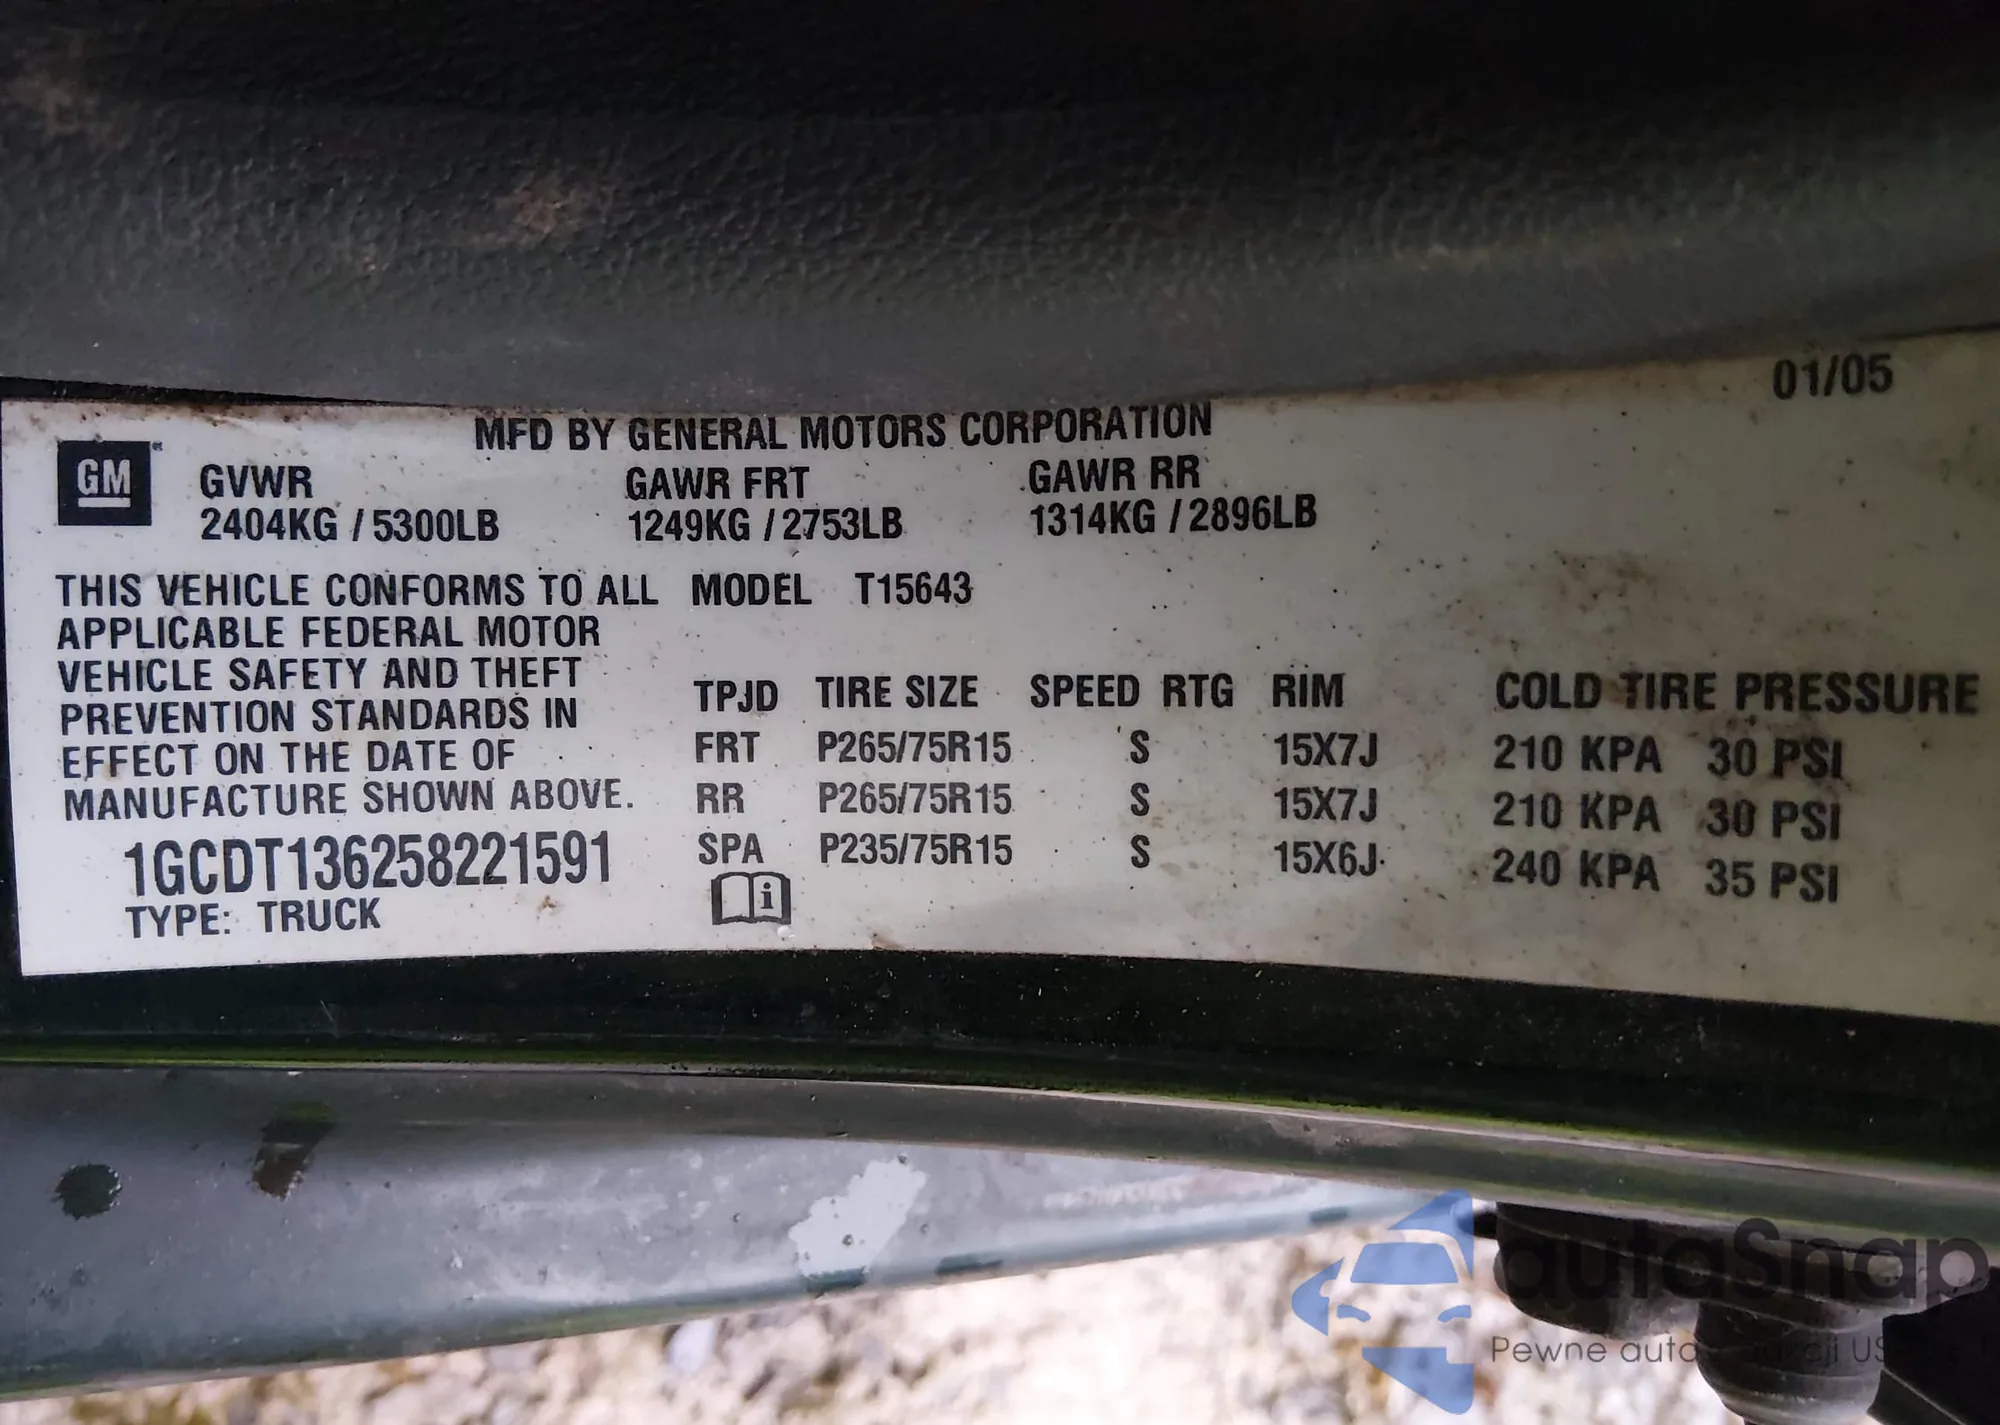 01/05
MFD BY GENERAL MOTORS CORPORATION
GM
GVWR GAWR FRT GAWR RR
2404KG / 5300LB 1249KG / 2753LB 1314KG / 2896LB
THIS VEHICLE CONFORMS TO ALL MODEL T15643
APPLICABLE FEDERAL MOTOR
VEHICLE SAFETY AND THEFT
PREVENTION STANDARDS IN
EFFECT ON THE DATE OF
MANUFACTURE SHOWN ABOVE.
1GCDT136258221591
TYPE: TRUCK
TPJD TIRE SIZE SPEED RTG RIM COLD TIRE PRESSURE
FRT P265/75R15 S 15X7J 210 KPA 30 PSI
RR P265/75R15 S 15X7J 210 KPA 30 PSI
SPA P235/75R15 S 15X6J 240 KPA 35 PSI
i
autaSnap
Pewne auta